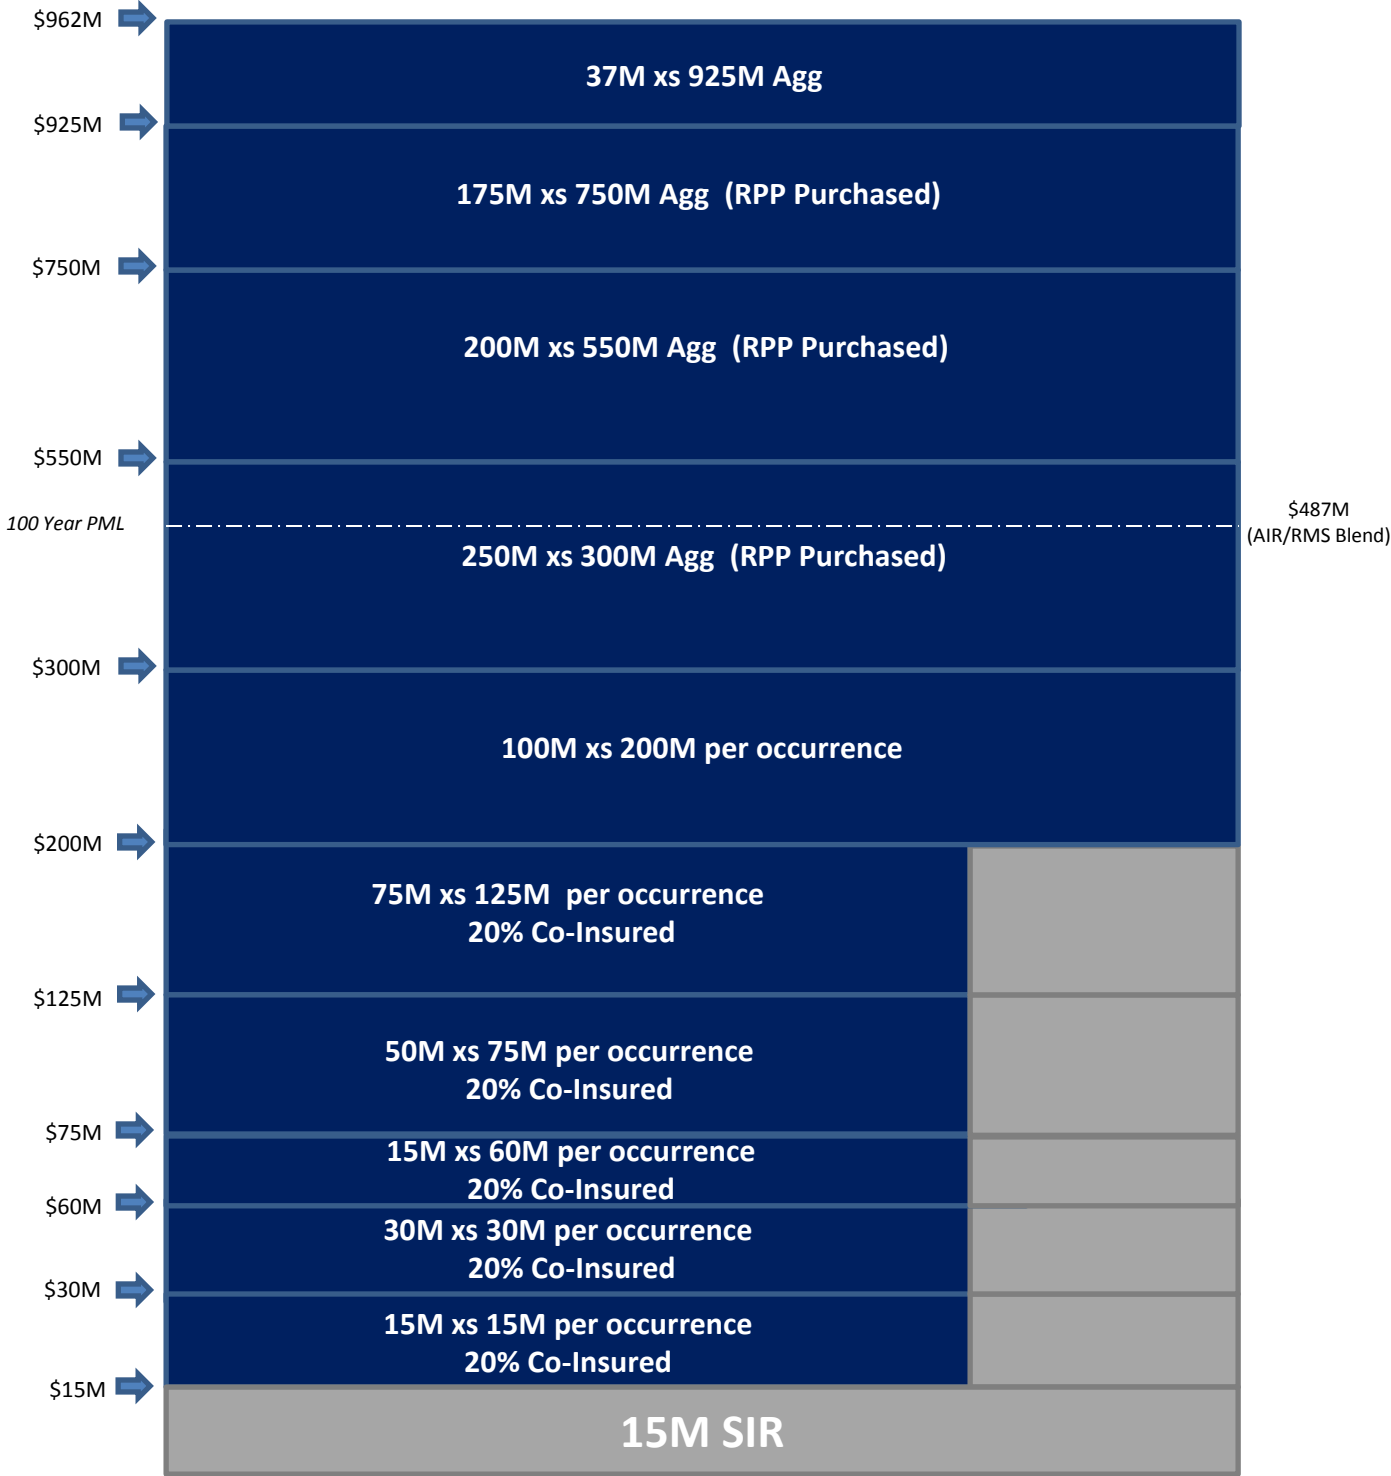 $962M
37M xs 925M Agg
$925M
175M xs 750M Agg (RPP Purchased)
$750M
200M xs 550M Agg (RPP Purchased)
$550M
100 Year PML
$487M
(AIR/RMS Blend)
250M xs 300M Agg (RPP Purchased)
$300M
100M xs 200M per occurrence
$200M
75M xs 125M per occurrence
20% Co-Insured
$125M
50M xs 75M per occurrence
20% Co-Insured
$75M
15M xs 60M per occurrence
20% Co-Insured
$60M
30M xs 30M per occurrence
20% Co-Insured
$30M
15M xs 15M per occurrence
20% Co-Insured
$15M
15M SIR